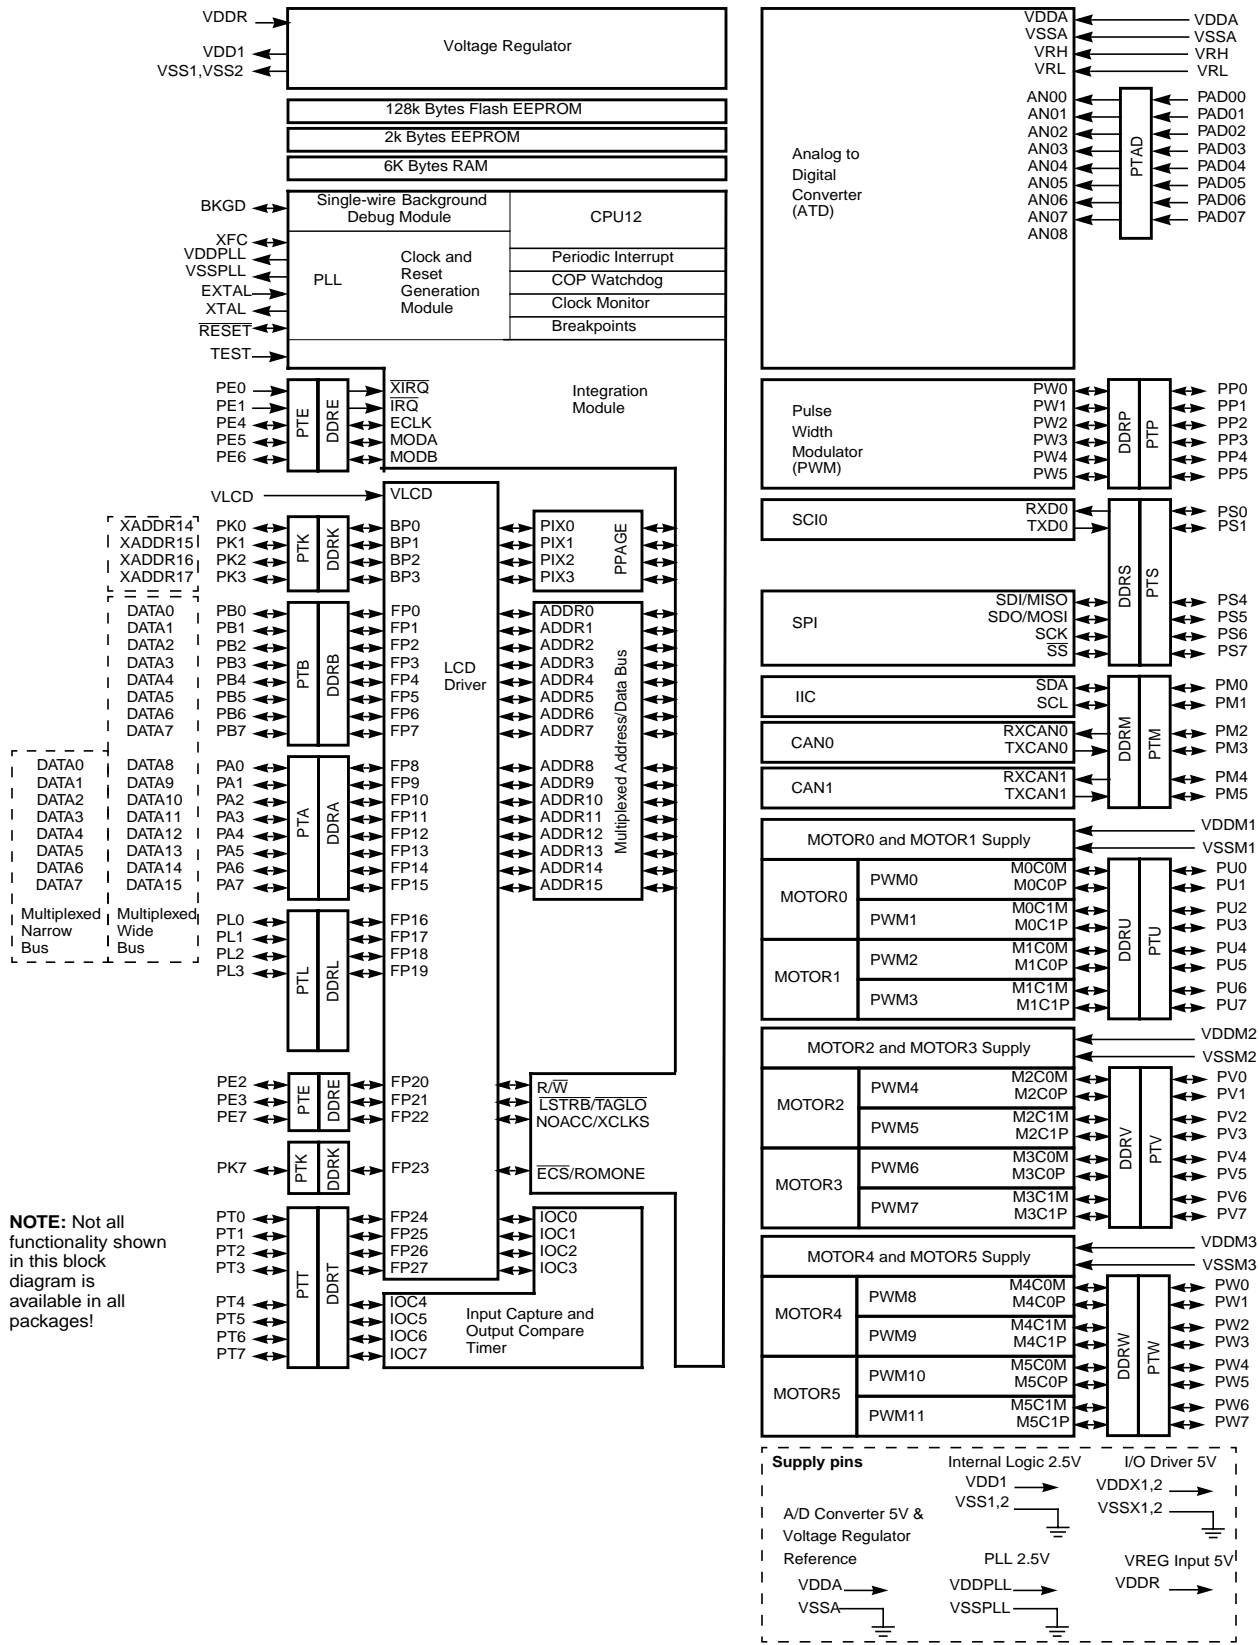 VDDR
VDD1
VSS1,VSS2
Voltage Regulator
128k Bytes Flash EEPROM
2k Bytes EEPROM
6K Bytes RAM
BKGD
XFC
VDDPLL
VSSPLL
EXTAL
XTAL
RESET
TEST
Single-wire Background
Debug Module
CPU12
PLL
Clock and
Reset
Generation
Module
Periodic Interrupt
COP Watchdog
Clock Monitor
Breakpoints
Integration
Module
PE0
PE1
PE4
PE5
PE6
PTE
DDRE
XIRQ
IRQ
ECLK
MODA
MODB
VLCD
VLCD
XADDR14
XADDR15
XADDR16
XADDR17
PK0
PK1
PK2
PK3
PTK
DDRK
BP0
BP1
BP2
BP3
PIX0
PIX1
PIX2
PIX3
PPAGE
DATA0
DATA1
DATA2
DATA3
DATA4
DATA5
DATA6
DATA7
PB0
PB1
PB2
PB3
PB4
PB5
PB6
PB7
PTB
DDRB
FP0
FP1
FP2
FP3
FP4
FP5
FP6
FP7
LCD
Driver
ADDR0
ADDR1
ADDR2
ADDR3
ADDR4
ADDR5
ADDR6
ADDR7
Multiplexed Address/Data Bus
DATA0
DATA1
DATA2
DATA3
DATA4
DATA5
DATA6
DATA7
Multiplexed
Narrow
Bus
DATA8
DATA9
DATA10
DATA11
DATA12
DATA13
DATA14
DATA15
Multiplexed
Wide
Bus
PA0
PA1
PA2
PA3
PA4
PA5
PA6
PA7
PTA
DDRA
FP8
FP9
FP10
FP11
FP12
FP13
FP14
FP15
ADDR8
ADDR9
ADDR10
ADDR11
ADDR12
ADDR13
ADDR14
ADDR15
PL0
PL1
PL2
PL3
PTL
DDRL
FP16
FP17
FP18
FP19
PE2
PE3
PE7
PTE
DDRE
FP20
FP21
FP22
R/W
LSTRB/TAGLO
NOACC/XCLKS
PK7
PTK
DDRK
FP23
ECS/ROMONE
PT0
PT1
PT2
PT3
PT4
PT5
PT6
PT7
PTT
DDRT
FP24
FP25
FP26
FP27
IOC0
IOC1
IOC2
IOC3
IOC4
IOC5
IOC6
IOC7
Input Capture and
Output Compare
Timer
NOTE: Not all
functionality shown
in this block
diagram is
available in all
packages!
Analog to
Digital
Converter
(ATD)
VDDA
VSSA
VRH
VRL
VDDA
VSSA
VRH
VRL
AN00
AN01
AN02
AN03
AN04
AN05
AN06
AN07
AN08
PTAD
PAD00
PAD01
PAD02
PAD03
PAD04
PAD05
PAD06
PAD07
Pulse
Width
Modulator
(PWM)
PW0
PW1
PW2
PW3
PW4
PW5
DDRP
PTP
PP0
PP1
PP2
PP3
PP4
PP5
SCI0
RXD0
TXD0
PS0
PS1
DDRS
PTS
SPI
SDI/MISO
SDO/MOSI
SCK
SS
PS4
PS5
PS6
PS7
IIC
SDA
SCL
PM0
PM1
CAN0
RXCAN0
TXCAN0
DDRM
PTM
PM2
PM3
CAN1
RXCAN1
TXCAN1
PM4
PM5
MOTOR0 and MOTOR1 Supply
VDDM1
VSSM1
MOTOR0
PWM0
M0C0M
M0C0P
PU0
PU1
PWM1
M0C1M
M0C1P
PU2
PU3
DDRU
PTU
MOTOR1
PWM2
M1C0M
M1C0P
PU4
PU5
PWM3
M1C1M
M1C1P
PU6
PU7
MOTOR2 and MOTOR3 Supply
VDDM2
VSSM2
MOTOR2
PWM4
M2C0M
M2C0P
PV0
PV1
PWM5
M2C1M
M2C1P
PV2
PV3
DDRV
PTV
MOTOR3
PWM6
M3C0M
M3C0P
PV4
PV5
PWM7
M3C1M
M3C1P
PV6
PV7
MOTOR4 and MOTOR5 Supply
VDDM3
VSSM3
MOTOR4
PWM8
M4C0M
M4C0P
PW0
PW1
PWM9
M4C1M
M4C1P
PW2
PW3
DDRW
PTW
MOTOR5
PWM10
M5C0M
M5C0P
PW4
PW5
PWM11
M5C1M
M5C1P
PW6
PW7
Supply pins
Internal Logic 2.5V
VDD1
VSS1,2
I/O Driver 5V
VDDX1,2
VSSX1,2
A/D Converter 5V &
Voltage Regulator
Reference
VDDA
VSSA
PLL 2.5V
VDDPLL
VSSPLL
VREG Input 5V
VDDR